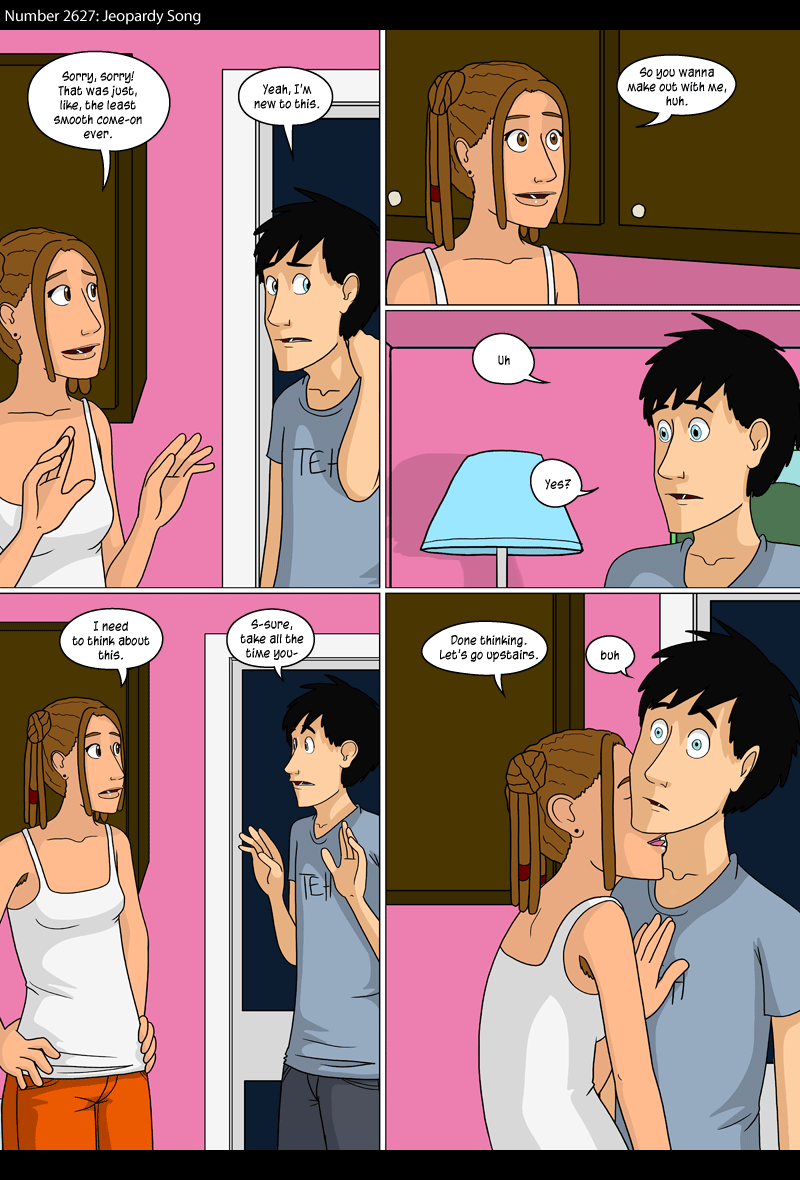 Number 2627: Jeopardy Song
Sorry, sorry!
That was just,
like, the least
smooth come-on
ever.
Yeah, I'm
new to this.
TEH
So you wanna
make out with me,
huh.
Uh
Yes?
I need
to think about
this.
S-sure,
take all the
time you-
TEH
Done thinking.
Let's go upstairs.
buh
H